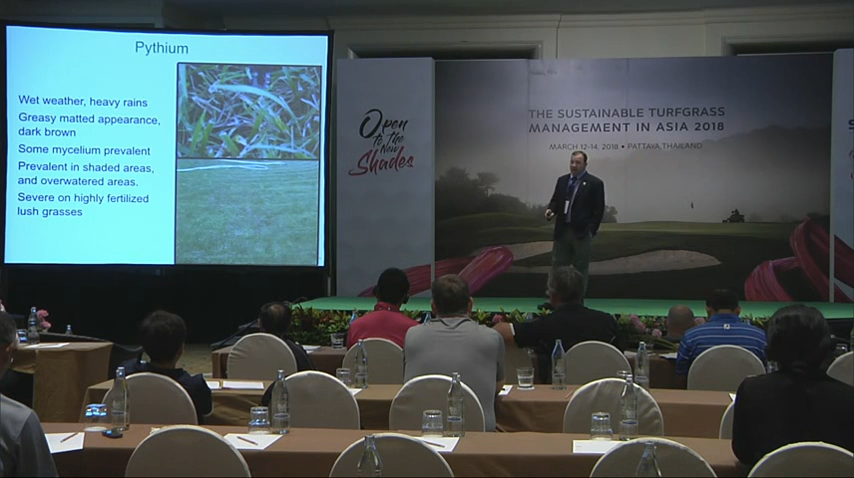 Pythium
Wet weather, heavy rains
Greasy matted appearance,
dark brown
Some mycelium prevalent
Prevalent in shaded areas,
and overwatered areas.
Severe on highly fertilized
lush grasses
Open
to the
New
Shades
THE SUSTAINABLE TURFGRASS
MANAGEMENT IN ASIA 2018
MARCH 12-14, 2018 • PATTAYA, THAILAND